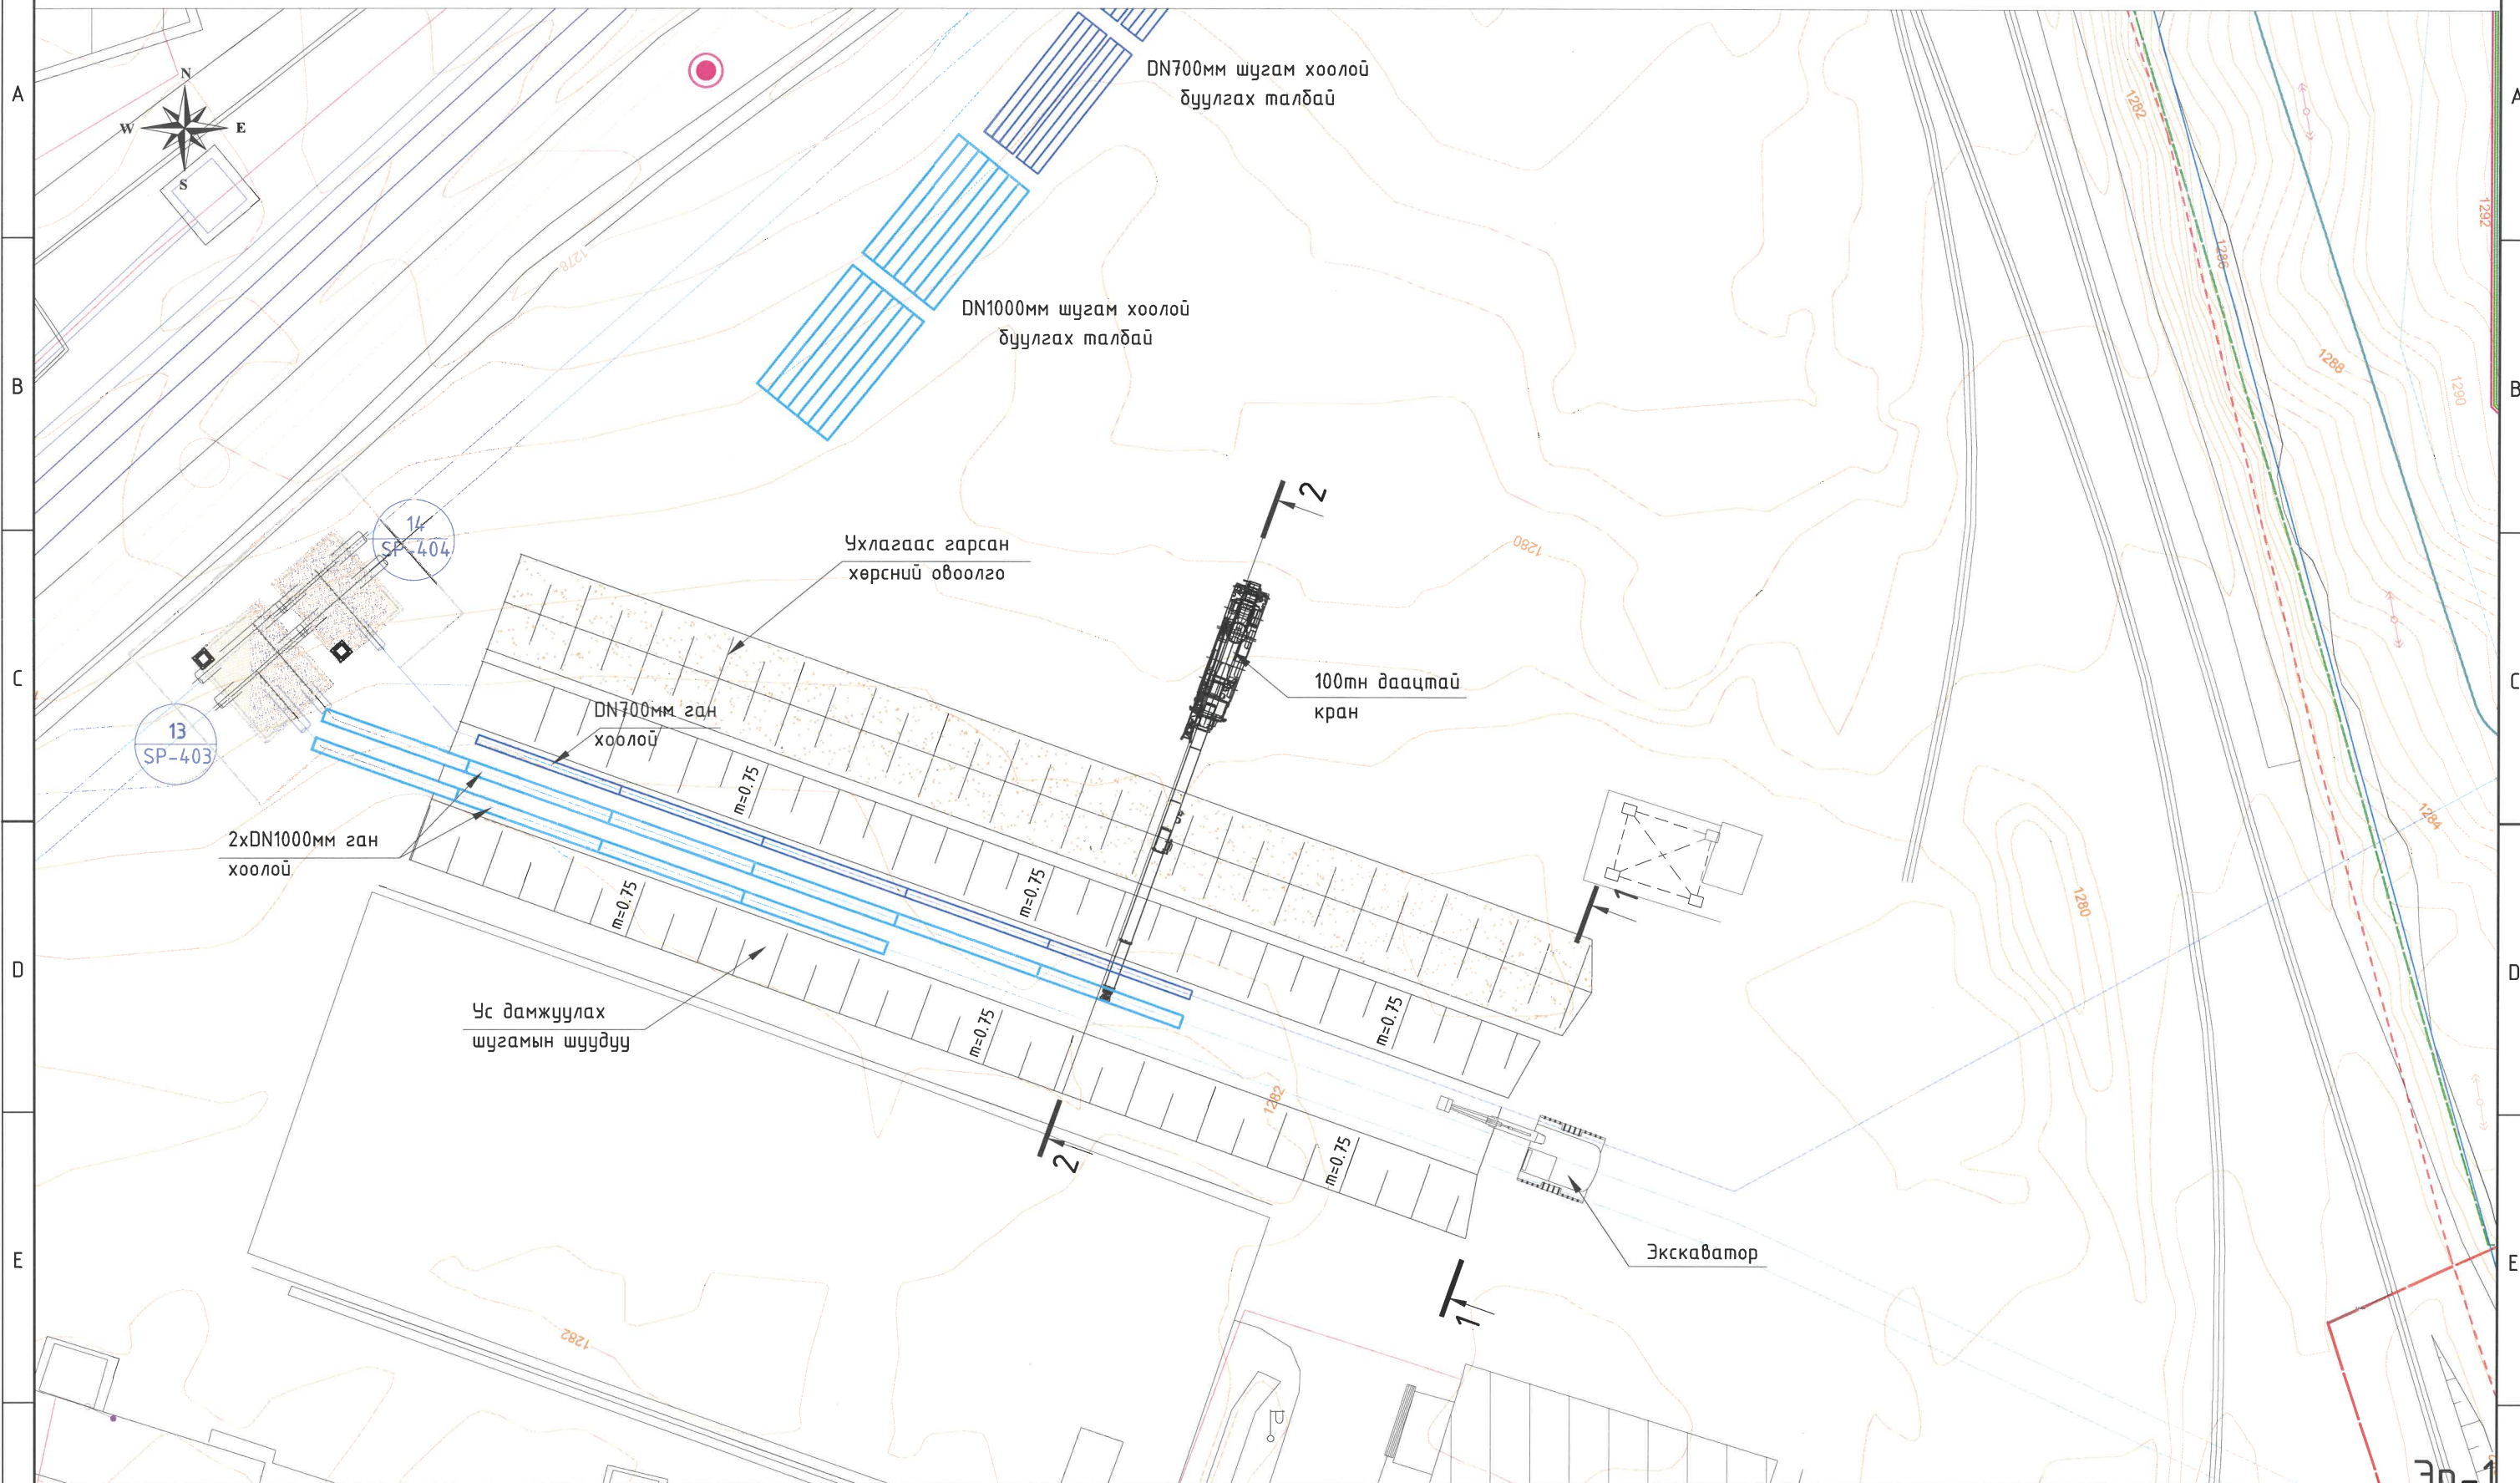 A
A
N
W E
S
DN700мм шугам хоолой
буулгах талбай
1282
1292
1286
1278
DN1000мм шугам хоолой
буулгах талбай
B
B
1288
1290
2
14
SP-404
Ухлагаас гарсан
хөрсний овоолго
1280
C
C
100тн даацтай
кран
DN700мм ган
хоолой
13
SP-403
m=0.75
1284
2xDN1000мм ган
хоолой
m=0.75
m=0.75
1
1280
D
D
Ус дамжуулах
шугамын шуудуу
m=0.75
m=0.75
1282
2
m=0.75
E
E
Экскаватор
1
1282
P